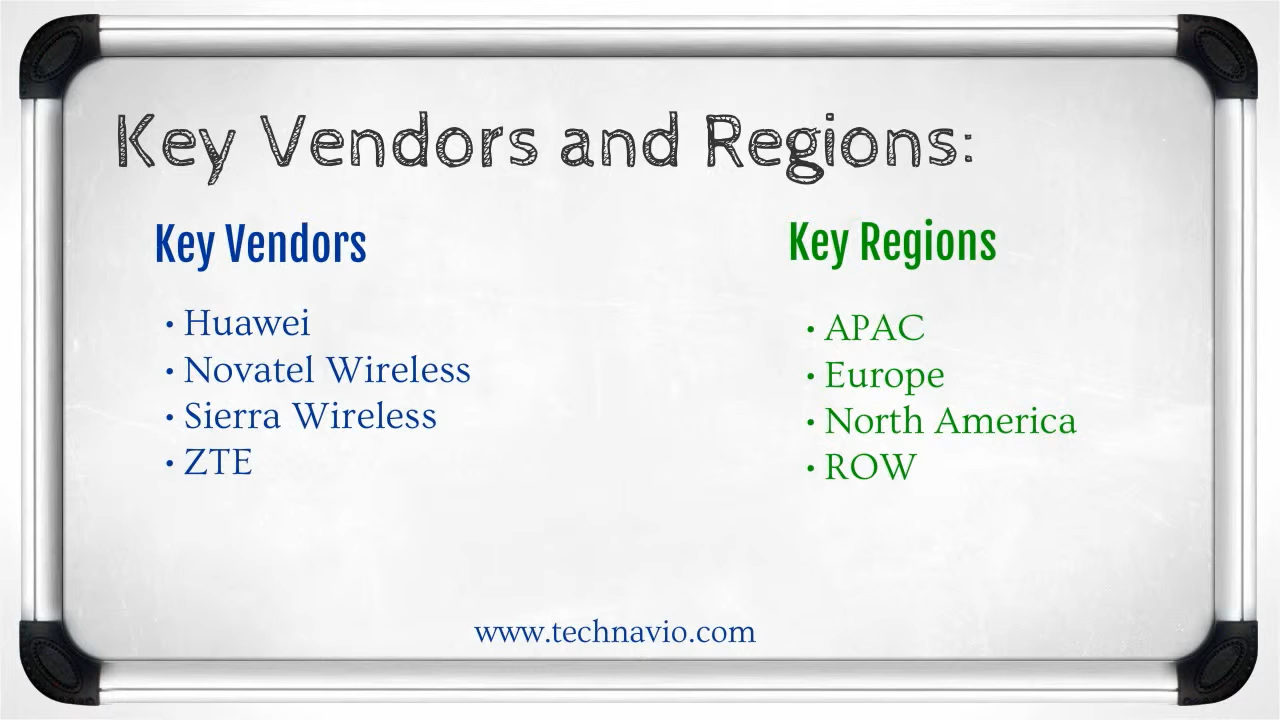 Key Vendors and Regions:
Key Vendors
• Huawei
• Novatel Wireless
• Sierra Wireless
• ZTE
Key Regions
• APAC
• Europe
• North America
• ROW
www.technavio.com